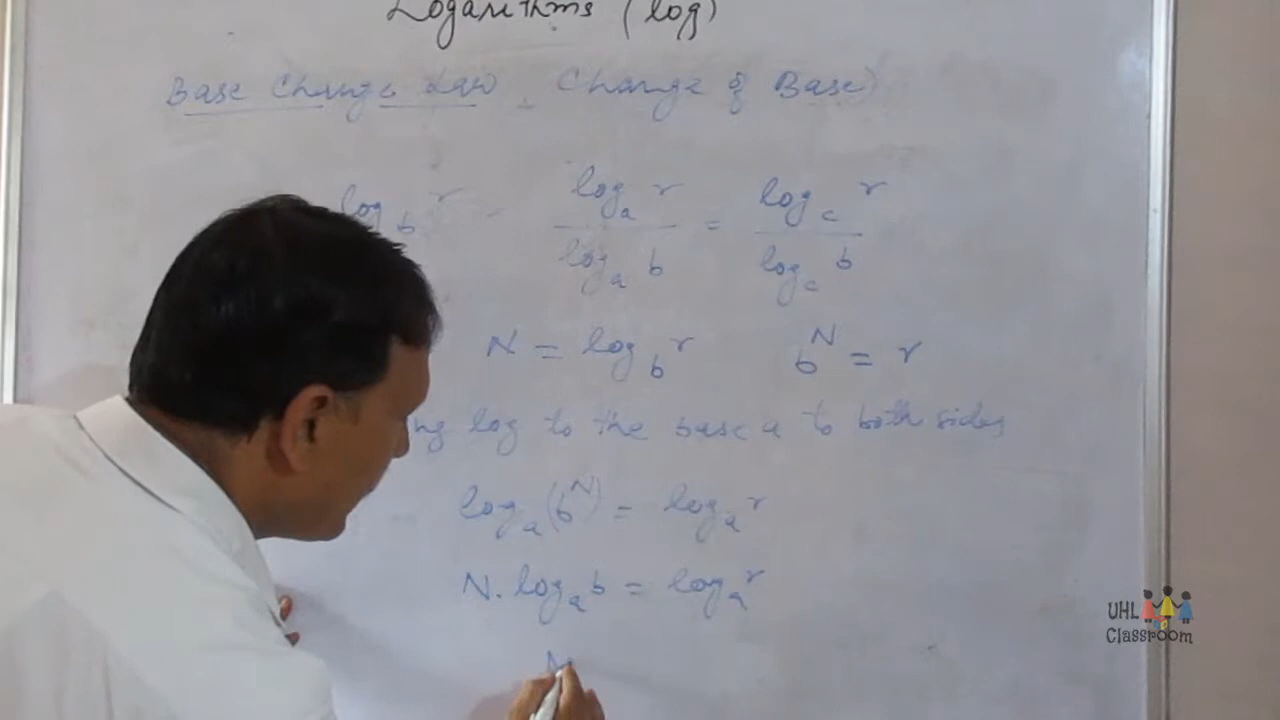 Logarithms (log)
Base Change Law Change of Base)
log_b r = log_a r / log_a b = log_c r / log_c b
N = log_b r b^N = r
log to the base a to both sides
log_a (b^N) = log_a r
N. log_a b = log_a r
N
UHL
Classroom